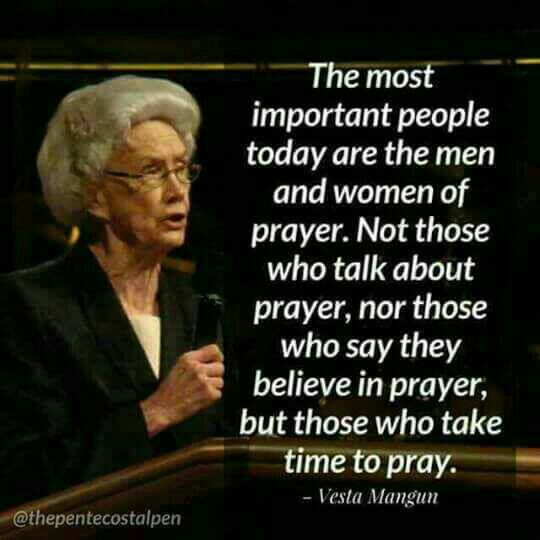 The most
important people
today are the men
and women of
prayer. Not those
who talk about
prayer, nor those
who say they
believe in prayer,
but those who take
time to pray.
- Vesta Mangun
@thepentecostalpen